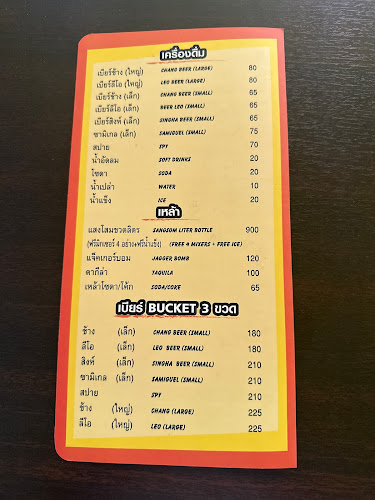 เครื่องดื่ม
เบียร์ช้าง (ใหญ่) CHANG BEER (LARGE) 80
เบียร์ลีโอ (ใหญ่) LEO BEER (LARGE) 80
เบียร์ช้าง (เล็ก) CHANG BEER (SMALL) 65
เบียร์ลีโอ (เล็ก) BEER LEO (SMALL) 65
เบียร์สิงห์ (เล็ก) SINGHA BEER (SMALL) 65
ซามิเกล (เล็ก) SAMIGUEL (SMALL) 75
สปาย SPY 70
น้ำอัดลม SOFT DRINKS 20
โซดา SODA 20
น้ำเปล่า WATER 10
น้ำแข็ง ICE 20
เหล้า
แสงโสมขวดลิตร SANGSOM LITER BOTTLE 900
(ฟรีมิกเซอร์ 4 อย่าง+ฟรีน้ำแข็ง) (FREE 4 MIXERS + FREE ICE)
แจ็คเกอร์บอม JAGGER BOMB 120
ตากีล่า TAQUILA 100
เหล้าโซดา/โค้ก SODA/COKE 65
เบียร์ BUCKET 3 ขวด
ช้าง (เล็ก) CHANG BEER (SMALL) 180
ลีโอ (เล็ก) LEO BEER (SMALL) 180
สิงห์ (เล็ก) SINGHA BEER (SMALL) 210
ซามิเกล (เล็ก) SAMIGUEL (SMALL) 210
สปาย SPY 210
ช้าง (ใหญ่) CHANG (LARGE) 225
ลีโอ (ใหญ่) LEO (LARGE) 225